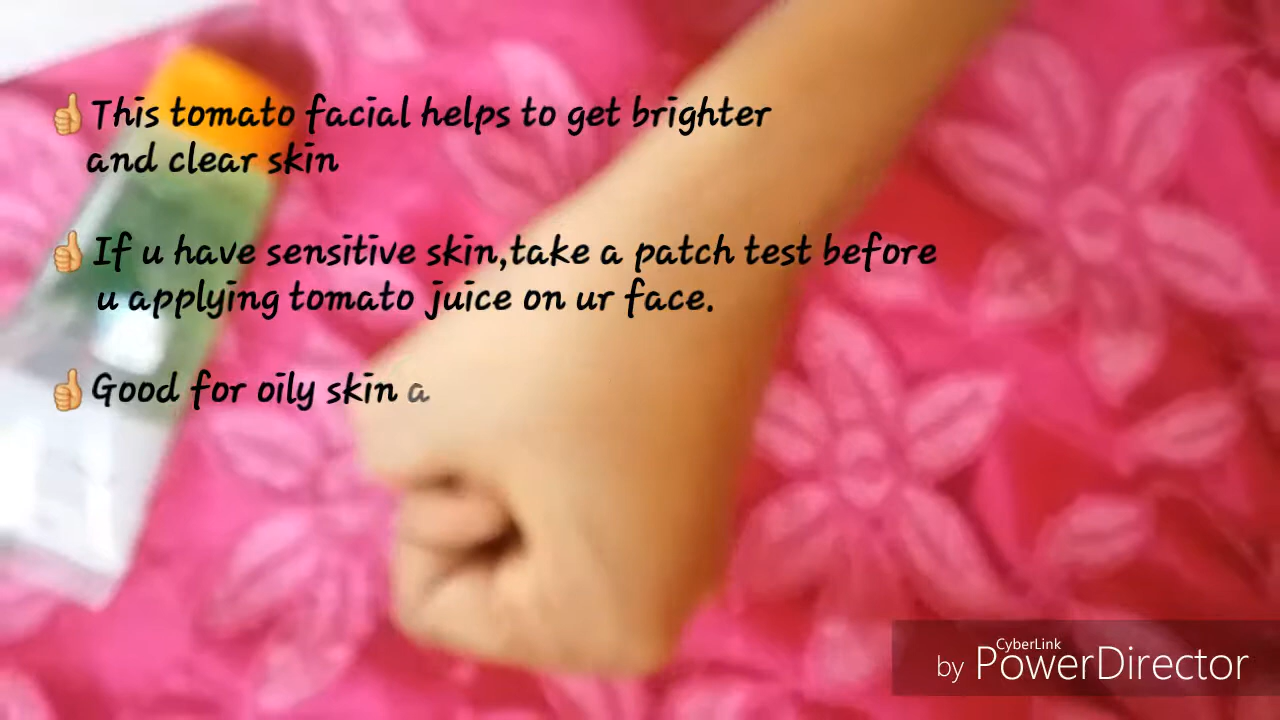 👍This tomato facial helps to get brighter
and clear skin
👍If u have sensitive skin,take a patch test before
u applying tomato juice on ur face.
👍Good for oily skin a
by CyberLink PowerDirector